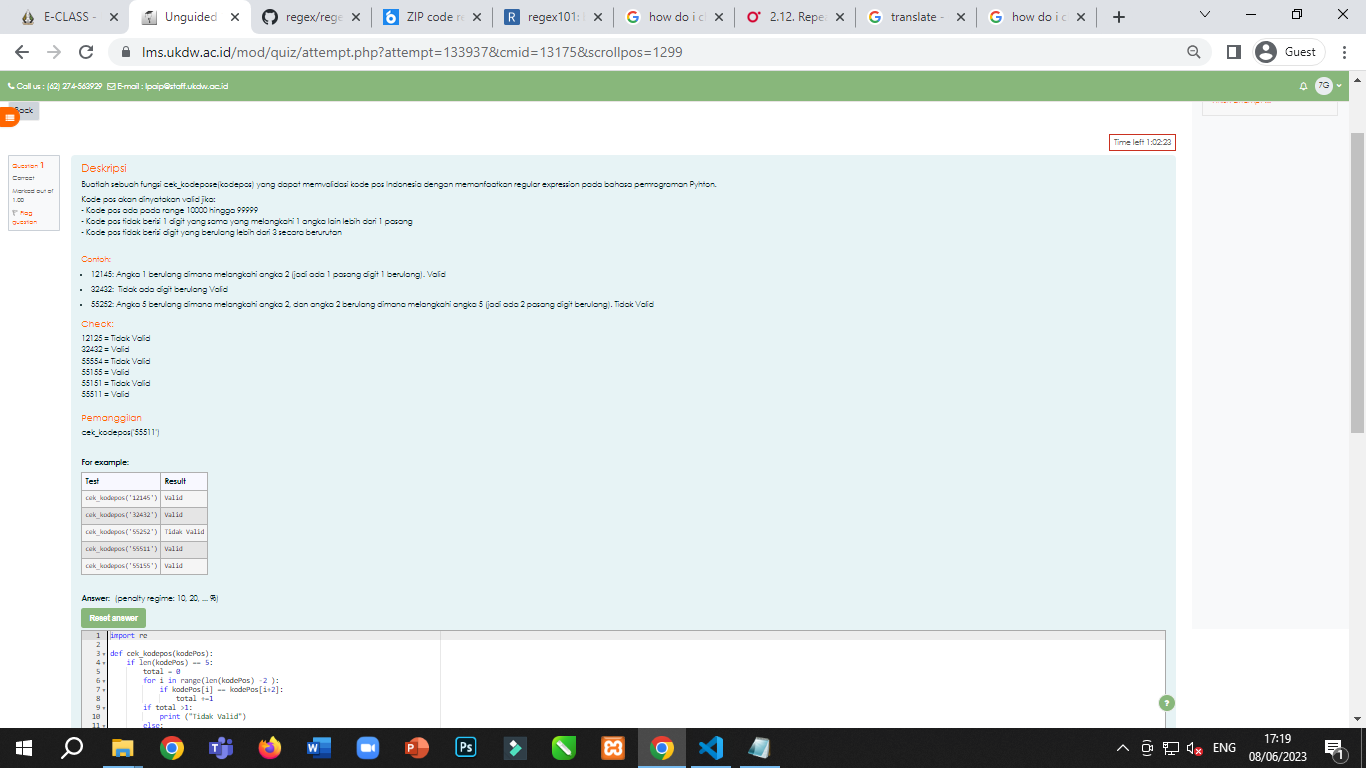 E-CLASS -
Unguided
regex/rege
ZIP code re
regex101:
how do i cl
2.12. Repea
translate -
how do i c
lms.ukdw.ac.id/mod/quiz/attempt.php?attempt=133937&cmid=13175&scrollpos=1299
Guest
Call us : (62) 274-563929 E-mail : lpaip@staff.ukdw.ac.id
7G
Back
Time left 1:02:23
Question 1
Correct
Marked out of
1.00
Flag
question
Deskripsi
Buatlah sebuah fungsi cek_kodepose(kodepos) yang dapat memvalidasi kode pos Indonesia dengan memanfaatkan regular expression pada bahasa pemrograman Pyhton.
Kode pos akan dinyatakan valid jika:
- Kode pos ada pada range 10000 hingga 99999
- Kode pos tidak berisi 1 digit yang sama yang melangkahi 1 angka lain lebih dari 1 pasang
- Kode pos tidak berisi digit yang berulang lebih dari 3 secara berurutan
Contoh:
• 12145: Angka 1 berulang dimana melangkahi angka 2 (jadi ada 1 pasang digit 1 berulang). Valid
• 32432: Tidak ada digit berulang Valid
• 55252: Angka 5 berulang dimana melangkahi angka 2, dan angka 2 berulang dimana melangkahi angka 5 (jadi ada 2 pasang digit berulang). Tidak Valid
Check:
12125 = Tidak Valid
32432 = Valid
55554 = Tidak Valid
55155 = Valid
55151 = Tidak Valid
55511 = Valid
Pemanggilan
cek_kodepos('55511')
For example:
Test Result
cek_kodepos('12145') Valid
cek_kodepos('32432') Valid
cek_kodepos('55252') Tidak Valid
cek_kodepos('55511') Valid
cek_kodepos('55155') Valid
Answer: (penalty regime: 10, 20, ... %)
Reset answer
1 import re
2
3 def cek_kodepos(kodePos):
4 if len(kodePos) == 5:
5 total = 0
6 for i in range(len(kodePos) -2 ):
7 if kodePos[i] == kodePos[i+2]:
8 total +=1
9 if total >1:
10 print ("Tidak Valid")
11 else:
?
ENG
17:19
08/06/2023
1